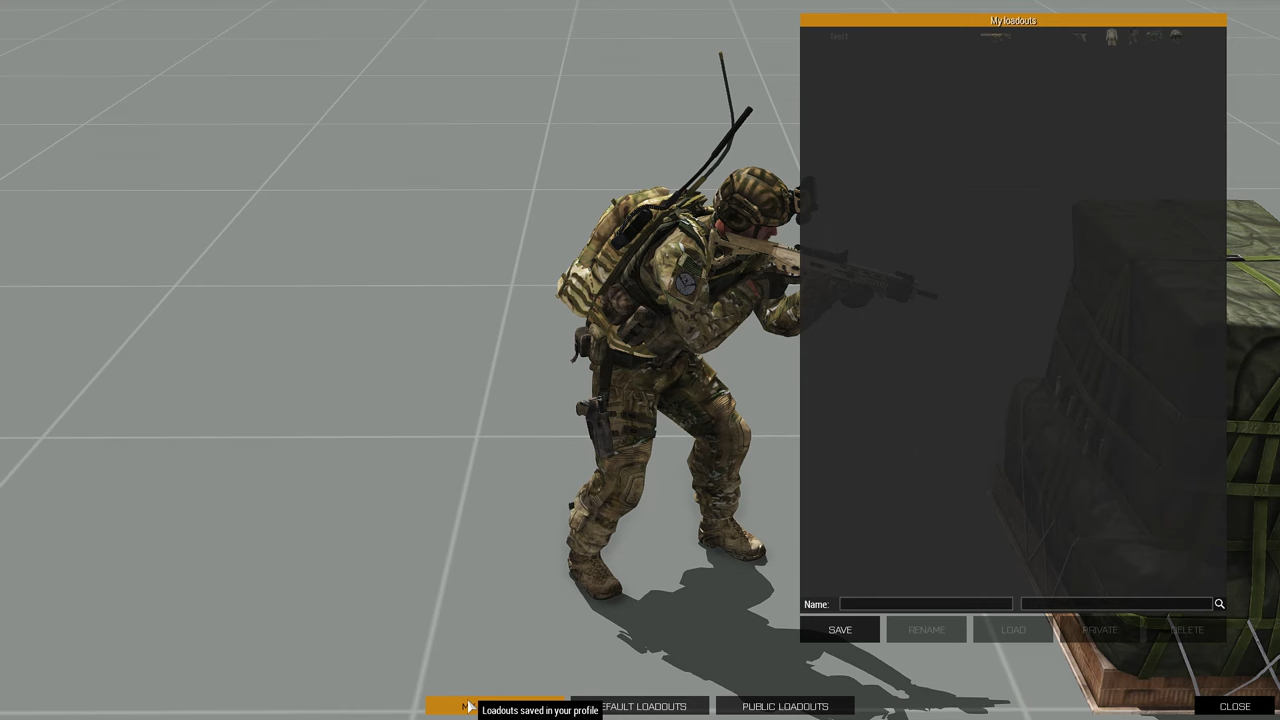 My loadouts
Name:
SAVE
RENAME
LOAD
PRIVATE
DELETE
M
Loadouts saved in your profile
EFAULT LOADOUTS
PUBLIC LOADOUTS
CLOSE